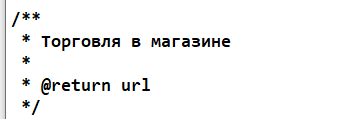 /**
 * Торговля в магазине
 *
 * @return url
 */